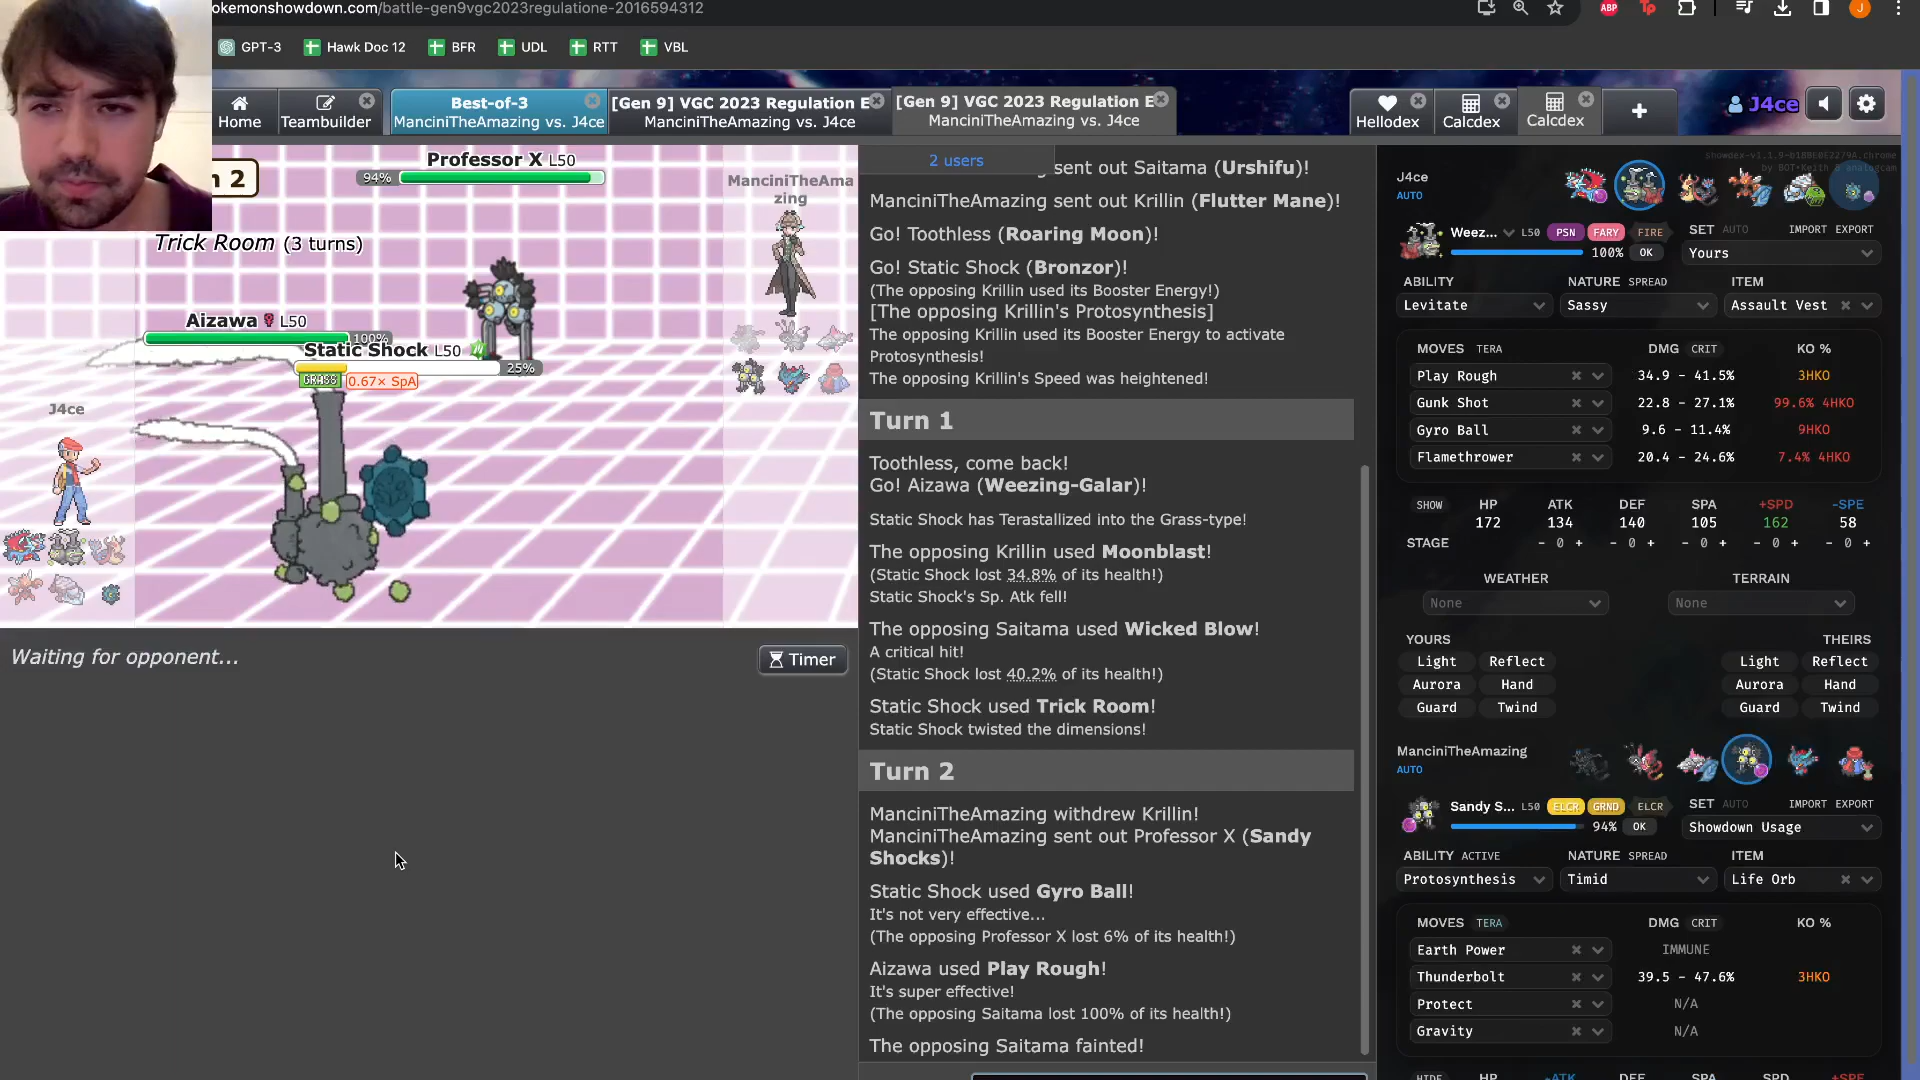 okemonshowdown.com/battle-gen9vgc2023regulatione-2016594312
GPT-3
Hawk Doc 12
BFR
UDL
RTT
VBL
Home
Teambuilder
Best-of-3
ManciniTheAmazing vs. J4ce
[Gen 9] VGC 2023 Regulation E
ManciniTheAmazing vs. J4ce
[Gen 9] VGC 2023 Regulation E
ManciniTheAmazing vs. J4ce
Hellodex
Calcdex
Calcdex
J4ce
n 2
Professor X L50
94%
ManciniTheAma
zing
Trick Room (3 turns)
Aizawa L50
100%
Static Shock L50
25%
GRASS 0.67× SpA
J4ce
Waiting for opponent...
Timer
2 users
sent out Saitama (Urshifu)!
ManciniTheAmazing sent out Krillin (Flutter Mane)!
Go! Toothless (Roaring Moon)!
Go! Static Shock (Bronzor)!
(The opposing Krillin used its Booster Energy!)
[The opposing Krillin's Protosynthesis]
The opposing Krillin used its Booster Energy to activate
Protosynthesis!
The opposing Krillin's Speed was heightened!
Turn 1
Toothless, come back!
Go! Aizawa (Weezing-Galar)!
Static Shock has Terastallized into the Grass-type!
The opposing Krillin used Moonblast!
(Static Shock lost 34.8% of its health!)
Static Shock's Sp. Atk fell!
The opposing Saitama used Wicked Blow!
A critical hit!
(Static Shock lost 40.2% of its health!)
Static Shock used Trick Room!
Static Shock twisted the dimensions!
Turn 2
ManciniTheAmazing withdrew Krillin!
ManciniTheAmazing sent out Professor X (Sandy
Shocks)!
Static Shock used Gyro Ball!
It's not very effective...
(The opposing Professor X lost 6% of its health!)
Aizawa used Play Rough!
It's super effective!
(The opposing Saitama lost 100% of its health!)
The opposing Saitama fainted!
J4ce
AUTO
Weez... L50 PSN FARY FIRE
100% OK
SET AUTO IMPORT EXPORT
Yours
ABILITY NATURE SPREAD ITEM
Levitate Sassy Assault Vest
MOVES TERA DMG CRIT KO %
Play Rough 34.9 - 41.5% 3HKO
Gunk Shot 22.8 - 27.1% 99.6% 4HKO
Gyro Ball 9.6 - 11.4% 9HKO
Flamethrower 20.4 - 24.6% 7.4% 4HKO
SHOW HP ATK DEF SPA +SPD -SPE
172 134 140 105 162 58
STAGE - 0 + - 0 + - 0 + - 0 + - 0 +
WEATHER TERRAIN
None None
YOURS THEIRS
Light Reflect Light Reflect
Aurora Hand Aurora Hand
Guard Twind Guard Twind
ManciniTheAmazing
AUTO
Sandy S... L50 ELCR GRND ELCR
94% OK
SET AUTO IMPORT EXPORT
Showdown Usage
ABILITY ACTIVE NATURE SPREAD ITEM
Protosynthesis Timid Life Orb
MOVES TERA DMG CRIT KO %
Earth Power IMMUNE
Thunderbolt 39.5 - 47.6% 3HKO
Protect N/A
Gravity N/A
HIDE HP -ATK DEF SPA SPD +SPE